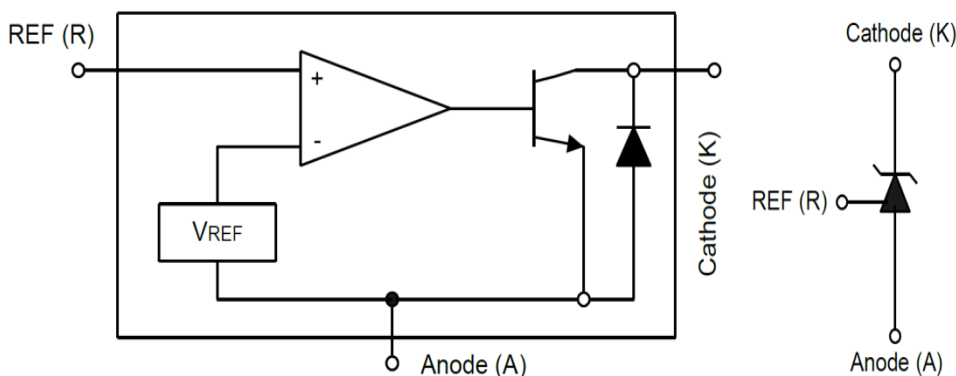 REF (R)
+
-
VREF
Anode (A)
Cathode (K)
Cathode (K)
REF (R)
Anode (A)